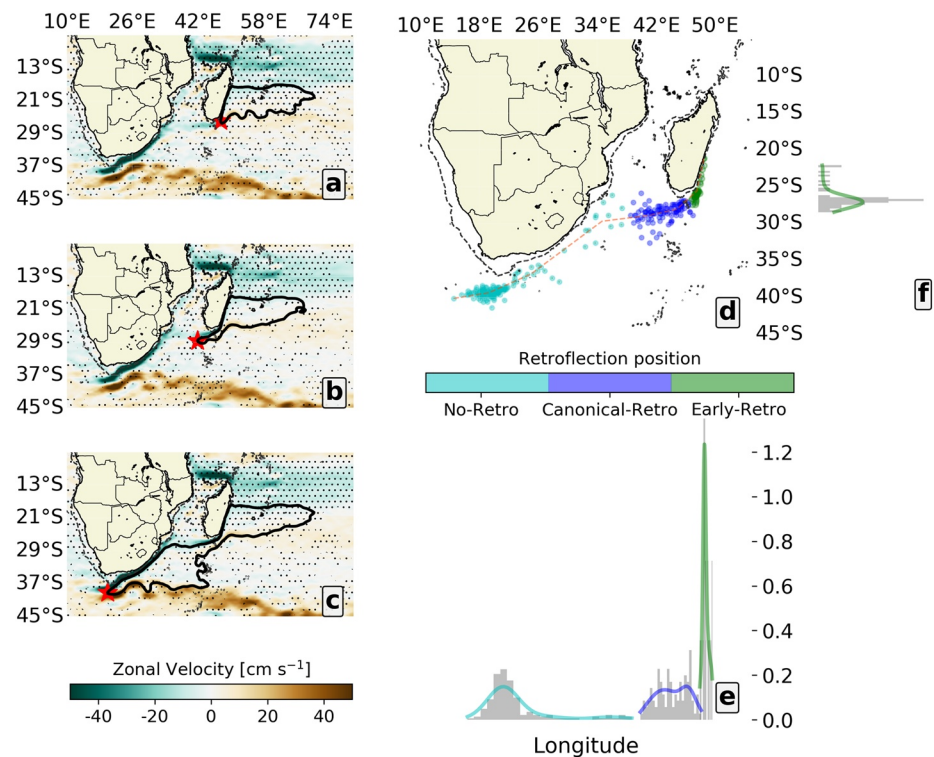 10°E 26°E 42°E 58°E 74°E
13°S
21°S
29°S
37°S
45°S
a
13°S
21°S
29°S
37°S
45°S
b
13°S
21°S
29°S
37°S
45°S
c
Zonal Velocity [cm s⁻¹]
-40 -20 0 20 40
10°E 18°E 26°E 34°E 42°E 50°E
10°S
15°S
20°S
25°S
30°S
35°S
40°S
45°S
d
f
Retroflection position
No-Retro Canonical-Retro Early-Retro
1.2
1.0
0.8
0.6
0.4
0.2
0.0
e
Longitude